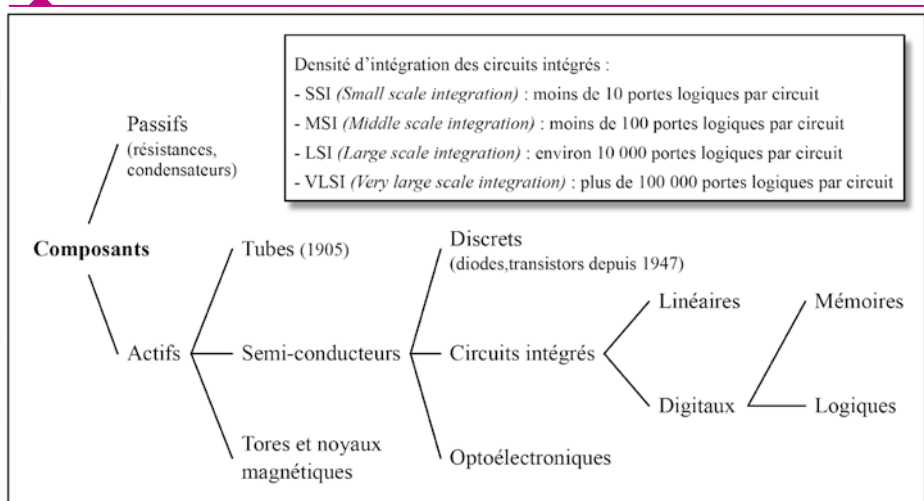 Densité d'intégration des circuits intégrés :
- SSI (Small scale integration) : moins de 10 portes logiques par circuit
- MSI (Middle scale integration) : moins de 100 portes logiques par circuit
- LSI (Large scale integration) : environ 10 000 portes logiques par circuit
- VLSI (Very large scale integration) : plus de 100 000 portes logiques par circuit
Passifs
(résistances,
condensateurs)
Composants
Actifs
Tubes (1905)
Semi-conducteurs
Tores et noyaux
magnétiques
Discrets
(diodes,transistors depuis 1947)
Circuits intégrés
Optoélectroniques
Linéaires
Digitaux
Mémoires
Logiques